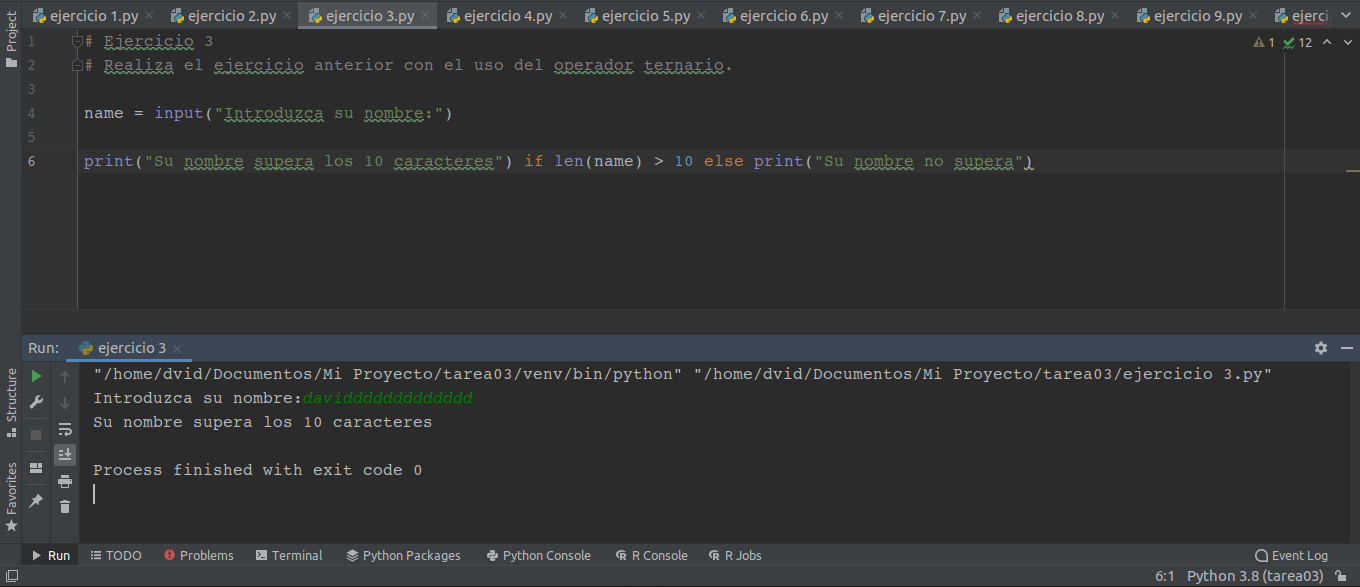 Project
ejercicio 1.py
ejercicio 2.py
ejercicio 3.py
ejercicio 4.py
ejercicio 5.py
ejercicio 6.py
ejercicio 7.py
ejercicio 8.py
ejercicio 9.py
ejerci
1 # Ejercicio 3
1 12
2 # Realiza el ejercicio anterior con el uso del operador ternario.
3
4 name = input("Introduzca su nombre:")
5
6 print("Su nombre supera los 10 caracteres") if len(name) > 10 else print("Su nombre no supera")
Run: ejercicio 3
Structure
Favorites
"/home/dvid/Documentos/Mi Proyecto/tarea03/venv/bin/python" "/home/dvid/Documentos/Mi Proyecto/tarea03/ejercicio 3.py"
Introduzca su nombre:davidddddddddddddd
Su nombre supera los 10 caracteres
Process finished with exit code 0
Run TODO Problems Terminal Python Packages Python Console R Console R Jobs Event Log
6:1 Python 3.8 (tarea03)